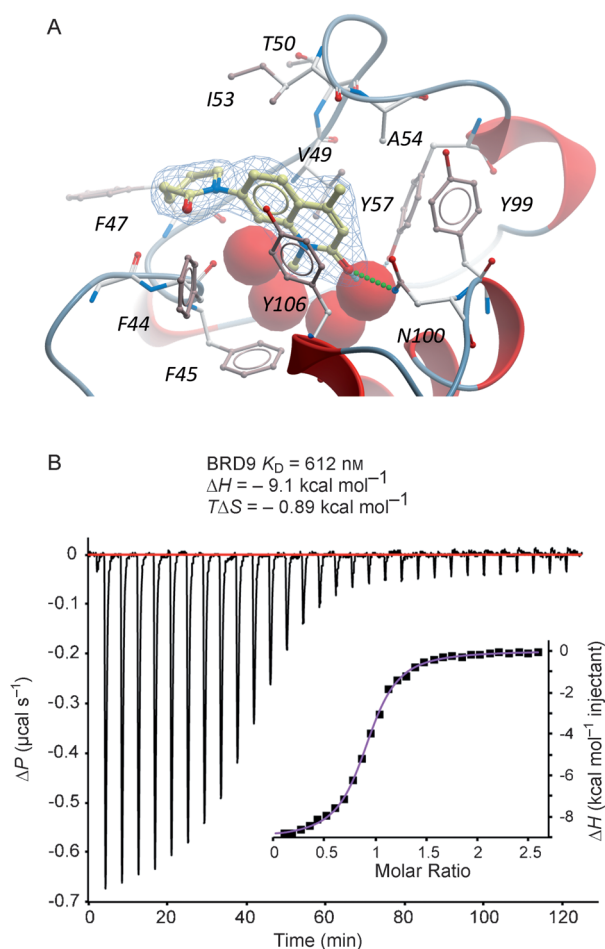 A
T50
I53
A54
V49
Y57
Y99
F47
Y106
F44
N100
F45
B
BRD9 K_D = 612 nM
ΔH = – 9.1 kcal mol⁻¹
TΔS = – 0.89 kcal mol⁻¹
0
-0.1
-0.2
-0.3
-0.4
-0.5
-0.6
-0.7
ΔP (µcal s⁻¹)
0
-2
-4
-6
-8
ΔH (kcal mol⁻¹ injectant)
0 0.5 1 1.5 2 2.5
Molar Ratio
0 20 40 60 80 100 120
Time (min)